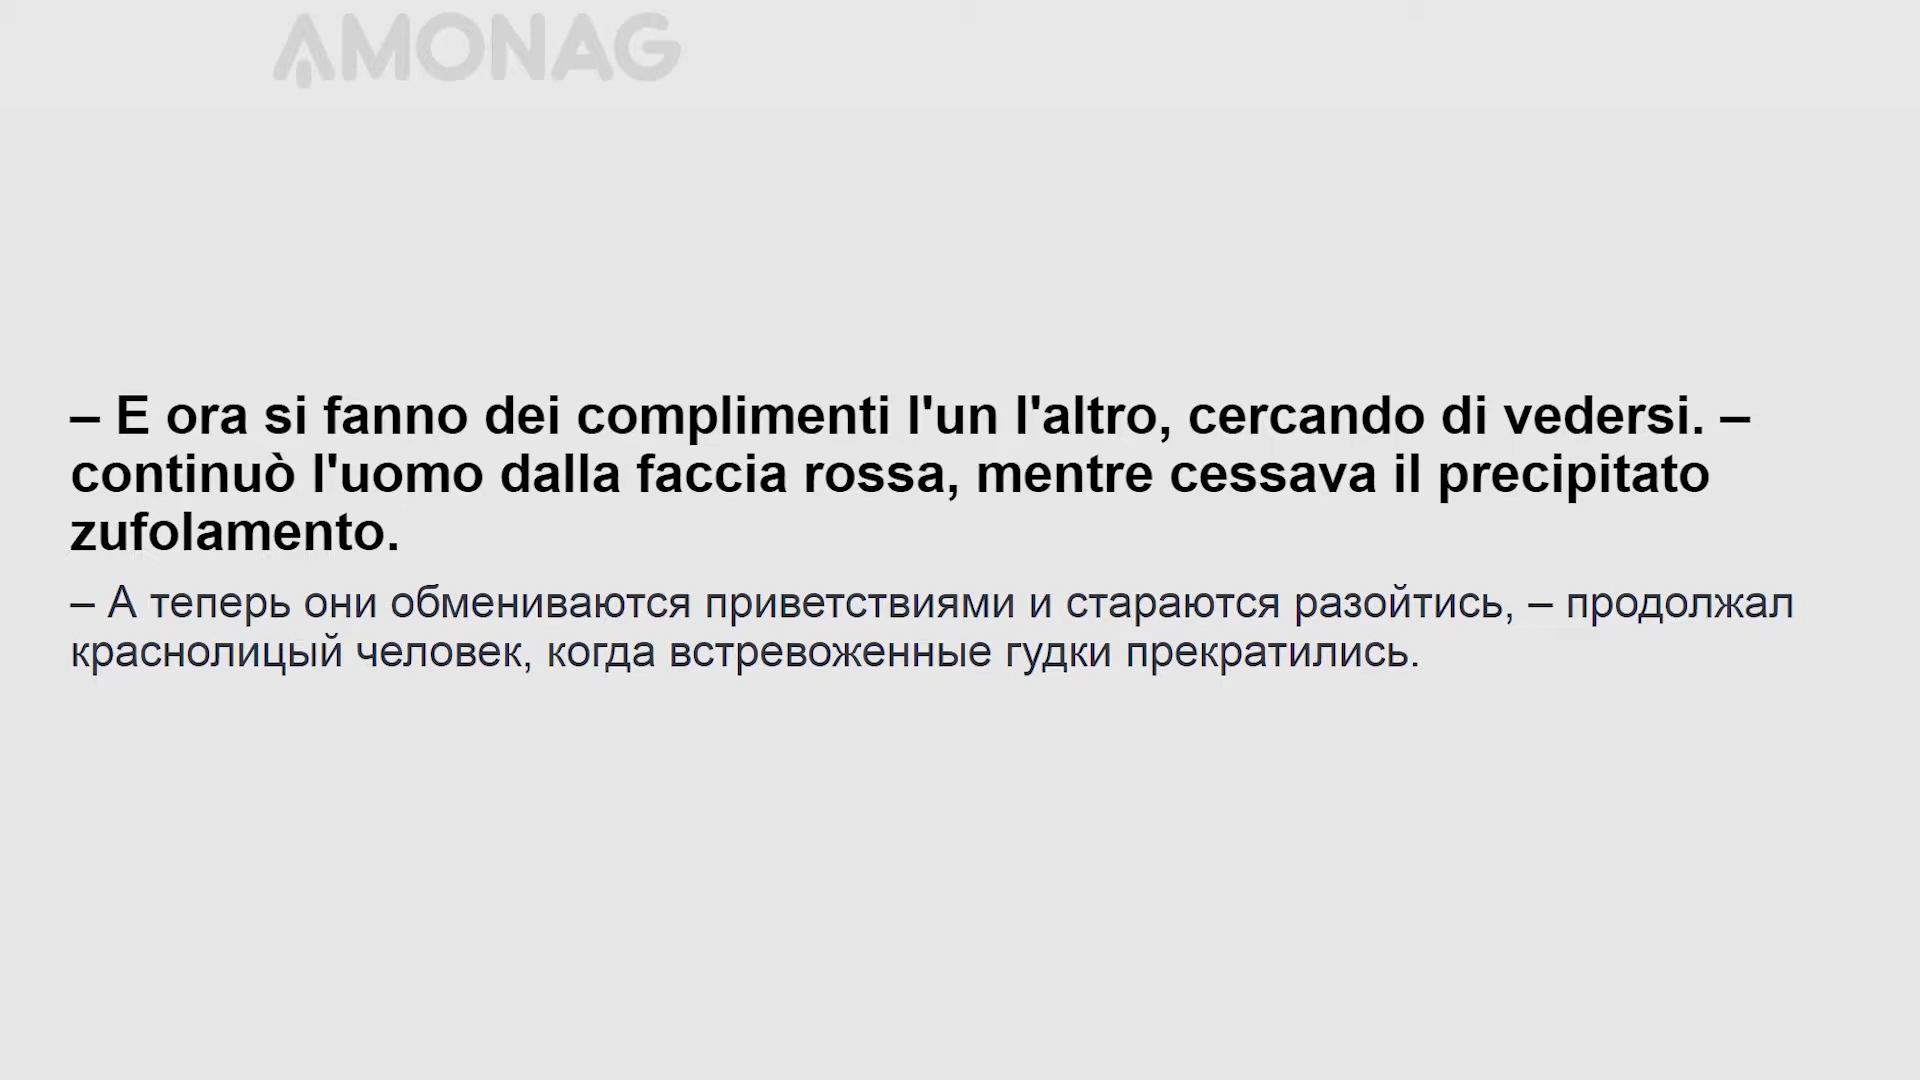 AMONAG
– E ora si fanno dei complimenti l'un l'altro, cercando di vedersi. –
continuò l'uomo dalla faccia rossa, mentre cessava il precipitato
zufolamento.
– А теперь они обмениваются приветствиями и стараются разойтись, – продолжал
краснолицый человек, когда встревоженные гудки прекратились.